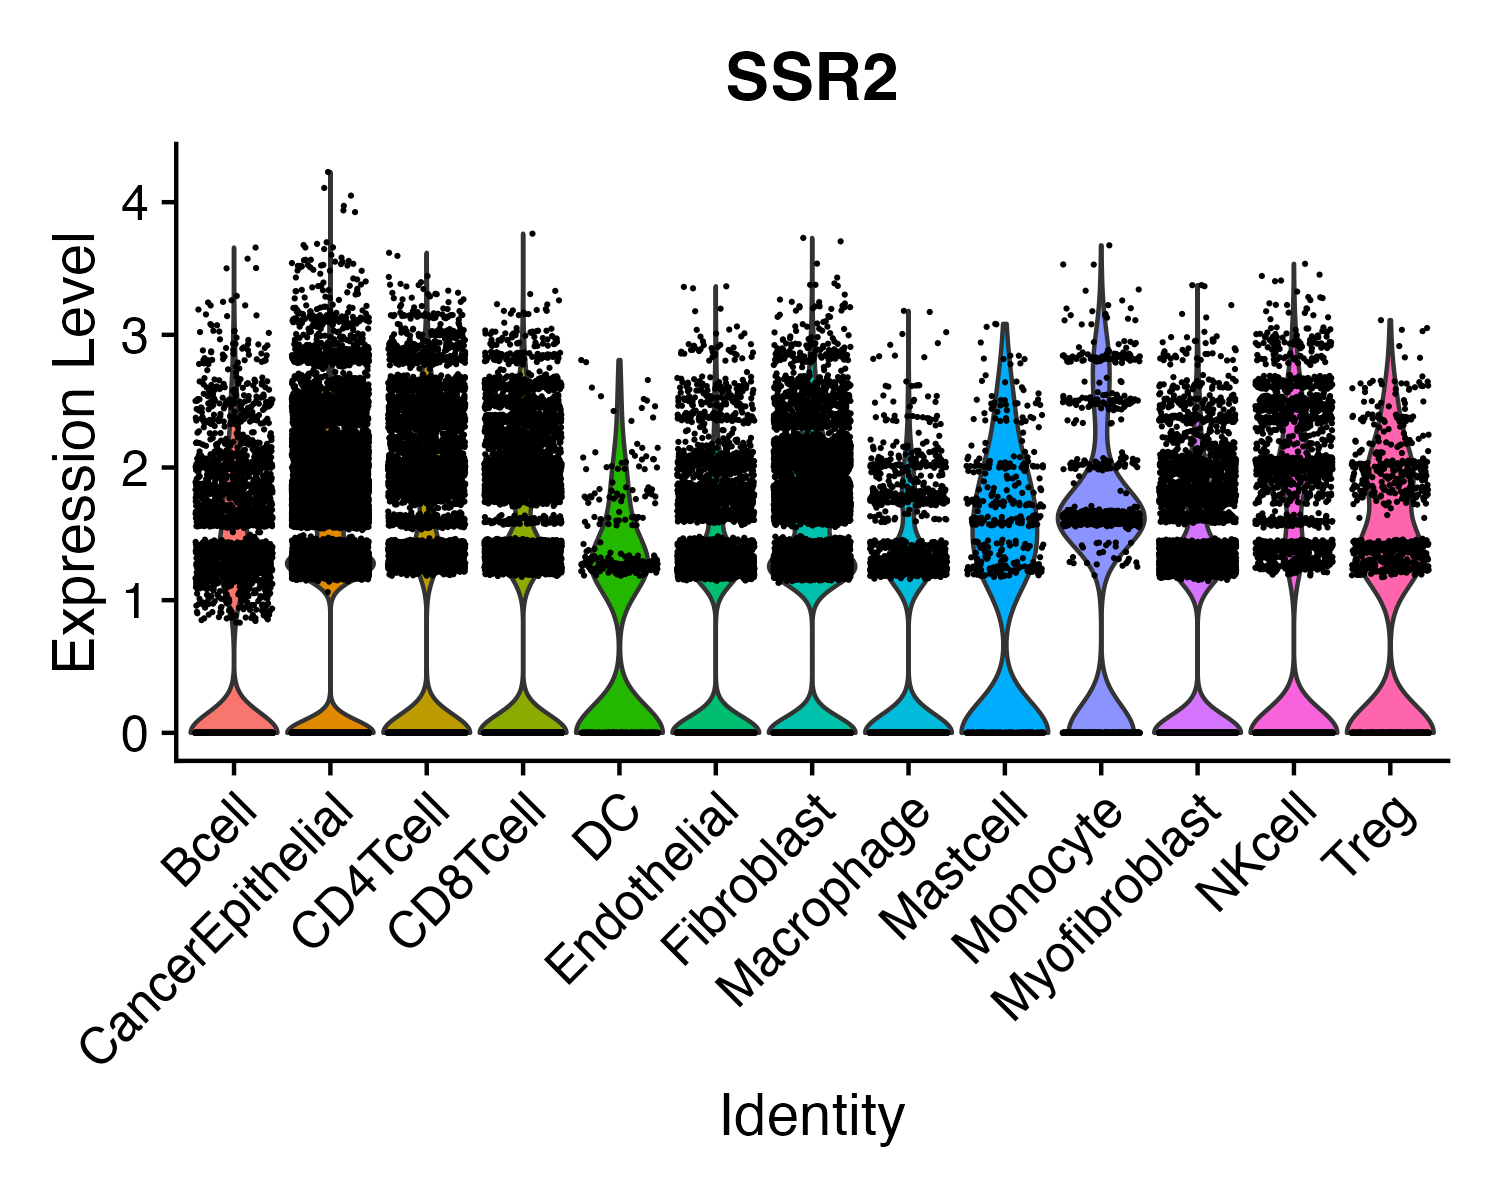 SSR2
Expression Level
4
3
2
1
0
Bcell
CancerEpithelial
CD4Tcell
CD8Tcell
DC
Endothelial
Fibroblast
Macrophage
Mastcell
Monocyte
Myofibroblast
NKcell
Treg
Identity